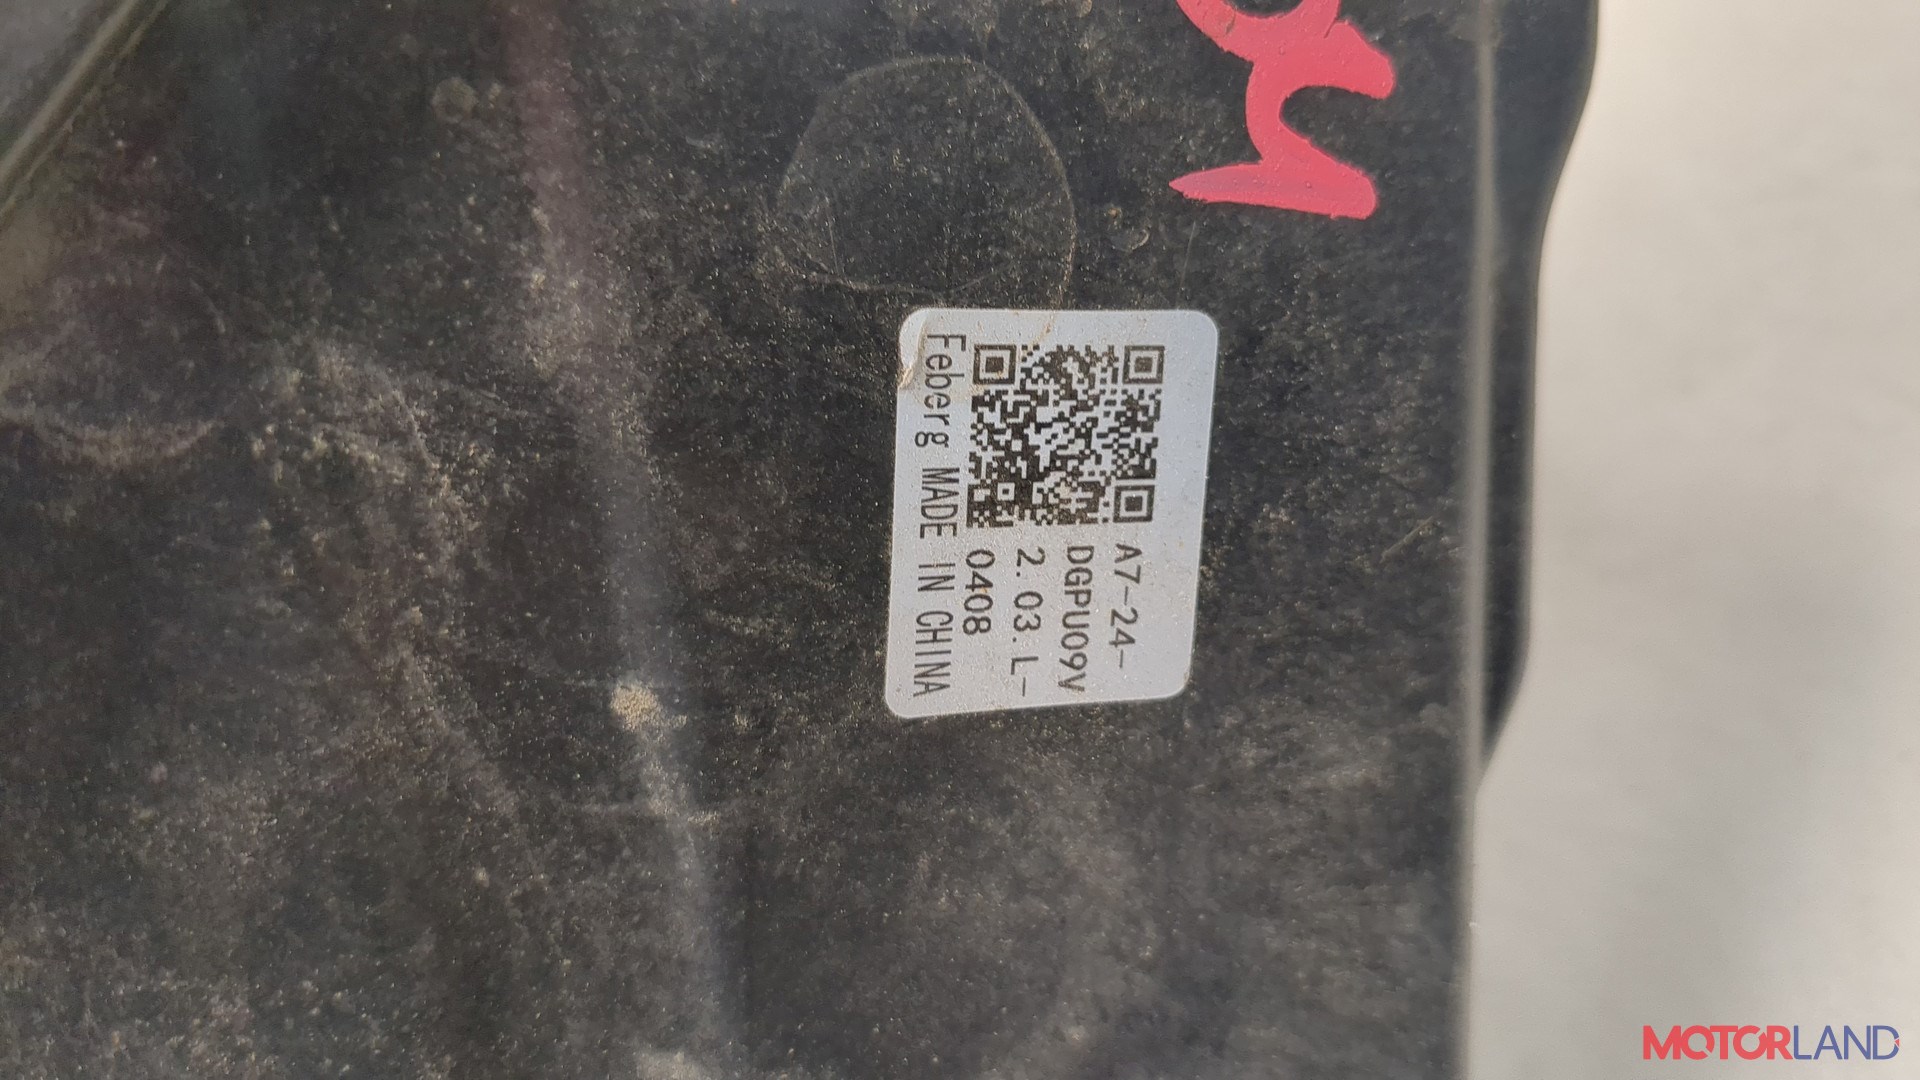 A7-24-
DGPU09V
2.03.L-
0408
Feberg MADE IN CHINA
MOTORLAND